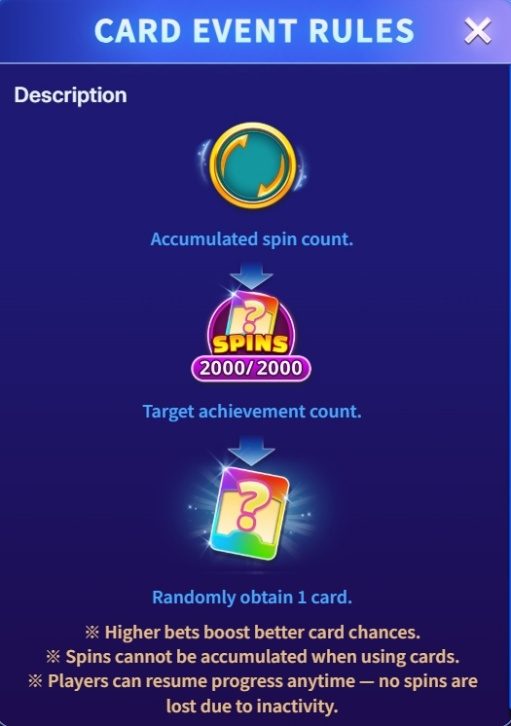 CARD EVENT RULES
Description
Accumulated spin count.
?
SPINS
2000/2000
Target achievement count.
?
Randomly obtain 1 card.
※ Higher bets boost better card chances.
※ Spins cannot be accumulated when using cards.
※ Players can resume progress anytime — no spins are
lost due to inactivity.